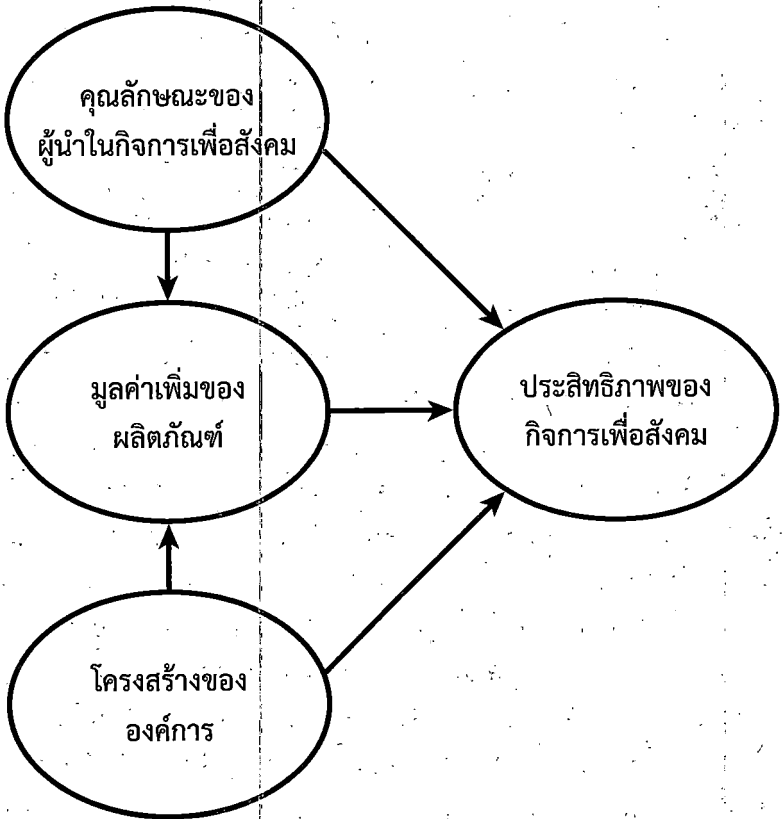 คุณลักษณะของ
ผู้นำในกิจการเพื่อสังคม
มูลค่าเพิ่มของ
ผลิตภัณฑ์
ประสิทธิภาพของ
กิจการเพื่อสังคม
โครงสร้างของ
องค์การ